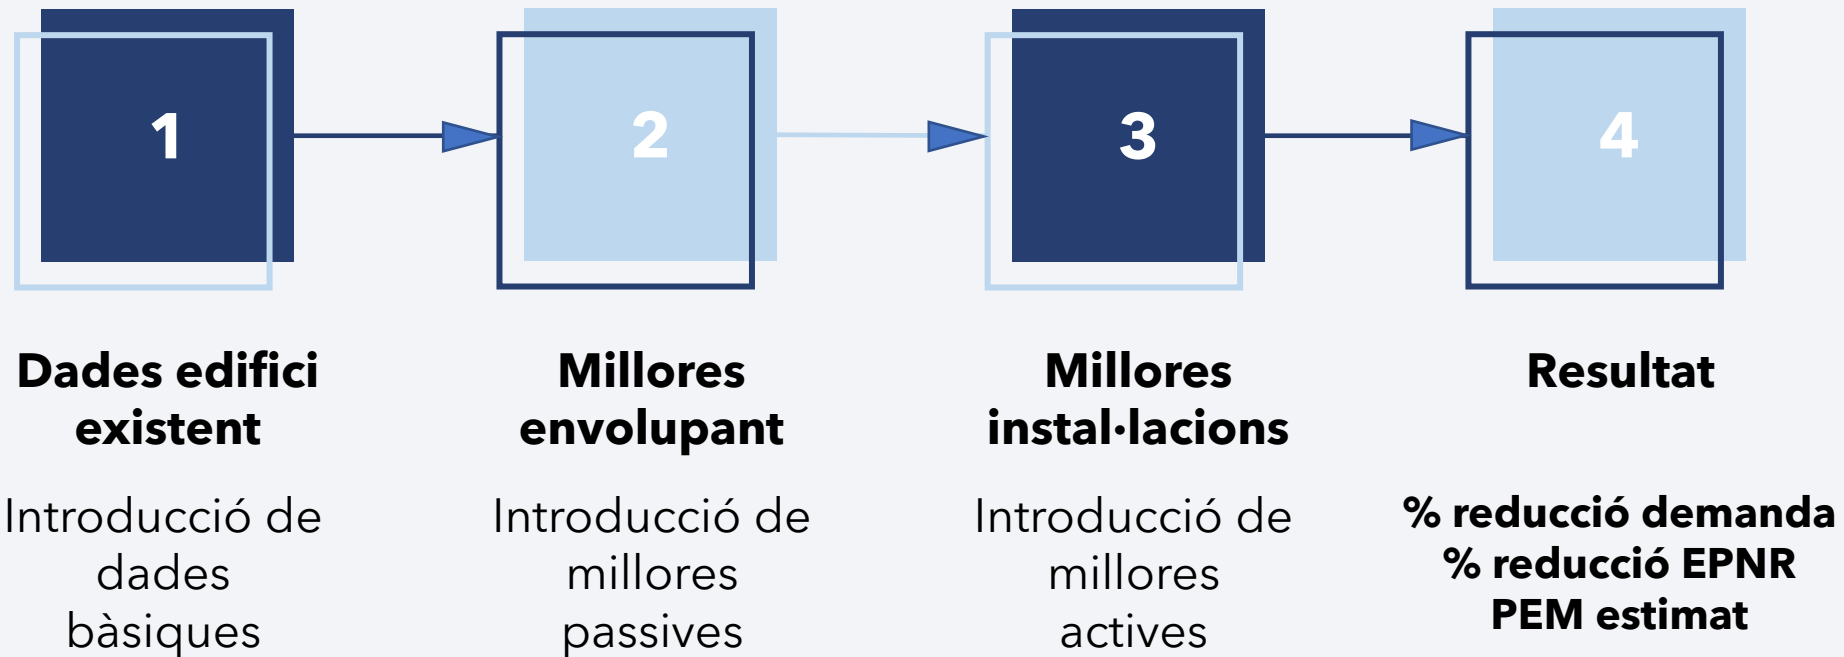 1
2
3
4
Dades edifici
existent
Introducció de
dades
bàsiques
Millores
envolupant
Introducció de
millores
passives
Millores
instal·lacions
Introducció de
millores
actives
Resultat
% reducció demanda
% reducció EPNR
PEM estimat